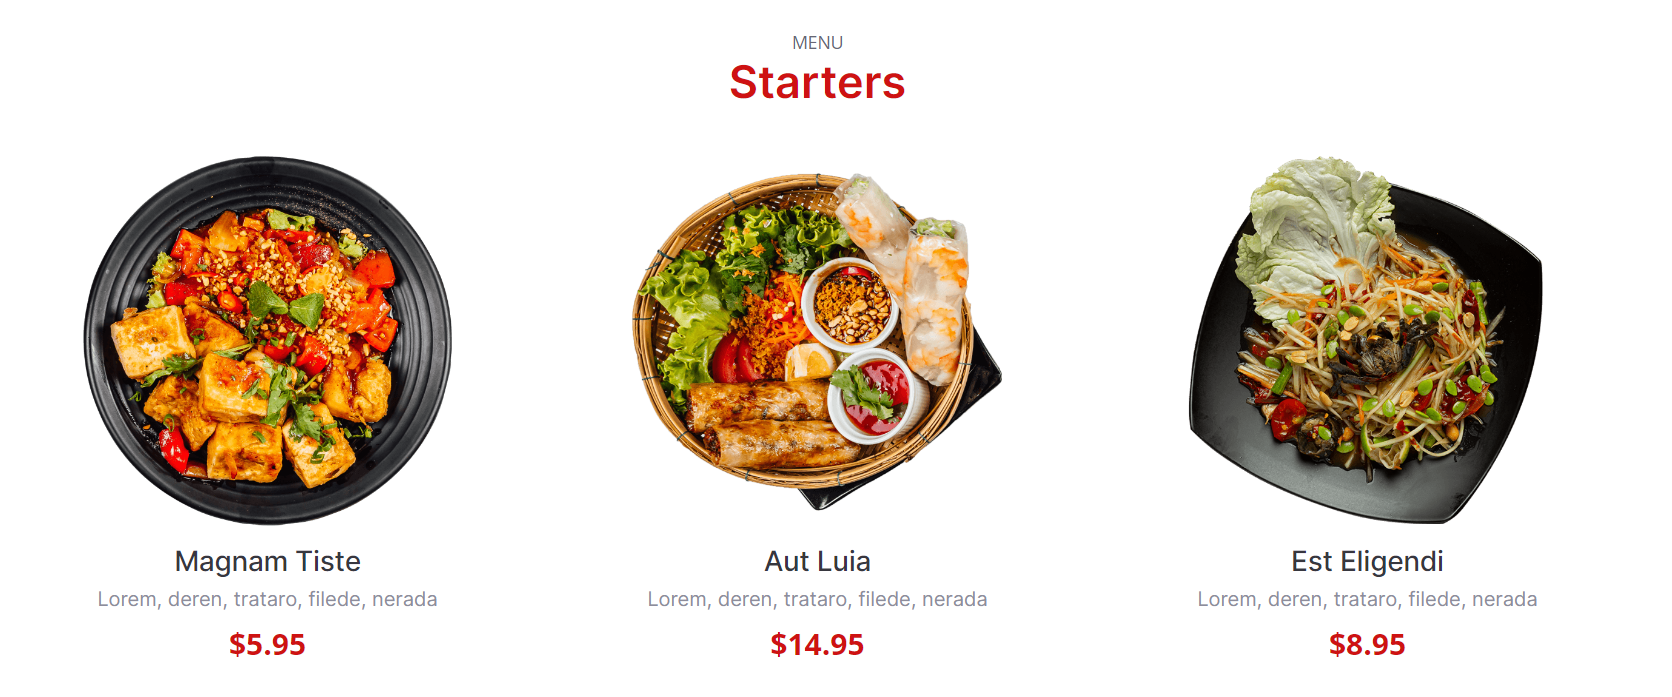 MENU
Starters
Magnam Tiste
Lorem, deren, trataro, filede, nerada
$5.95
Aut Luia
Lorem, deren, trataro, filede, nerada
$14.95
Est Eligendi
Lorem, deren, trataro, filede, nerada
$8.95